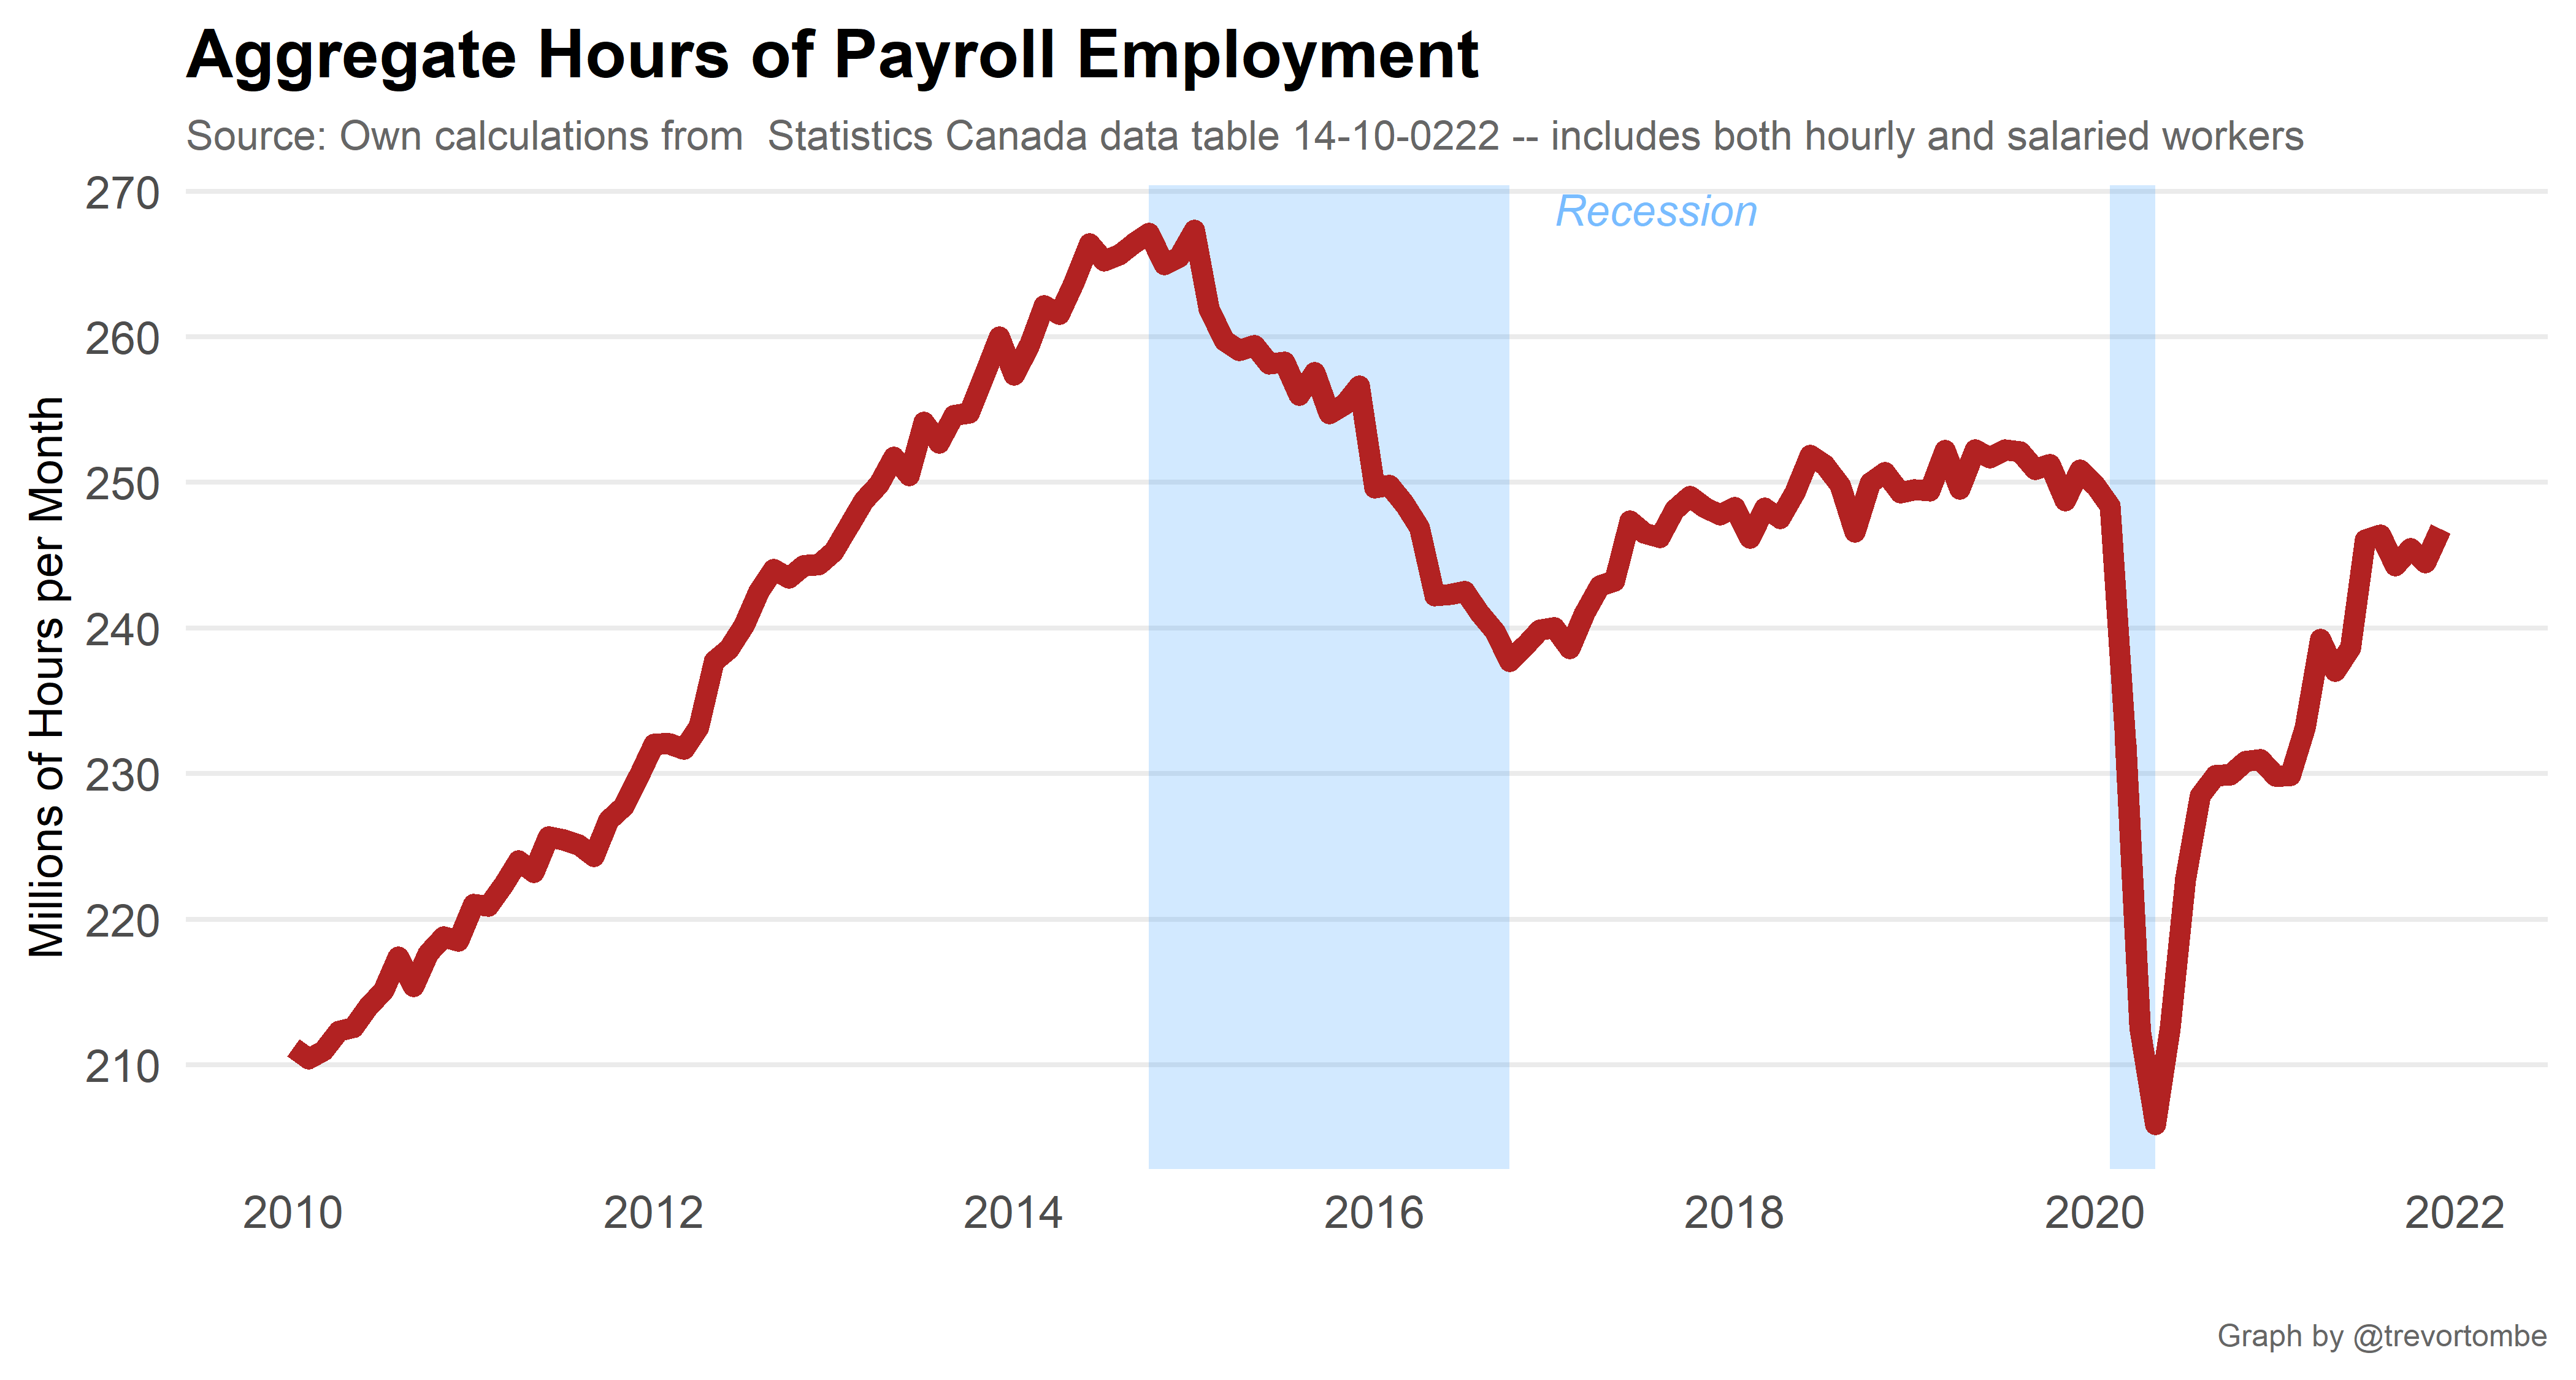 Aggregate Hours of Payroll Employment
Source: Own calculations from  Statistics Canada data table 14-10-0222 -- includes both hourly and salaried workers
Millions of Hours per Month
270
260
250
240
230
220
210
Recession
2010 2012 2014 2016 2018 2020 2022
Graph by @trevortombe